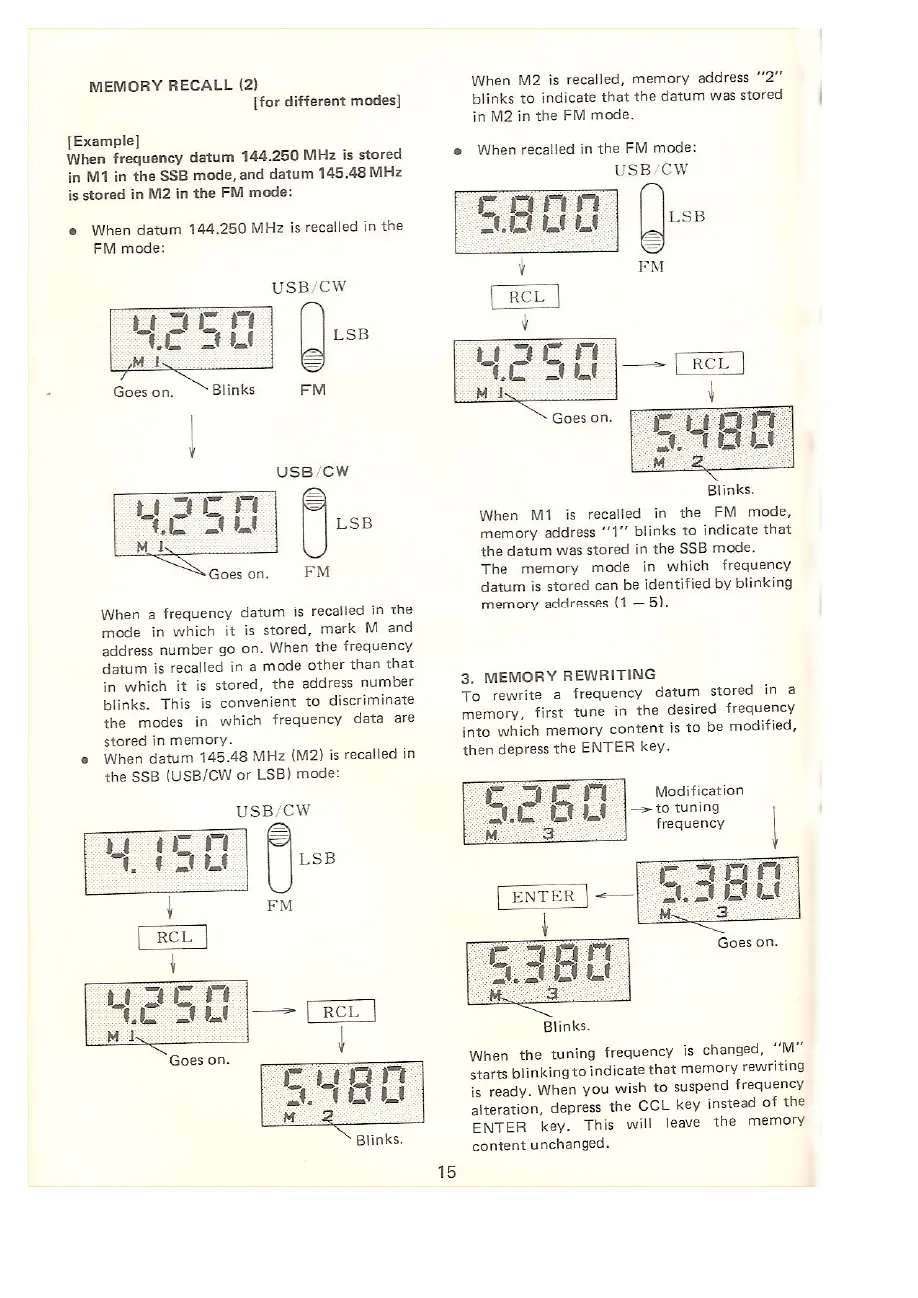 MEMORY RECALL (2)
[for different modes]
[Example]
When frequency datum 144.250 MHz is stored
in M1 in the SSB mode, and datum 145.48 MHz
is stored in M2 in the FM mode:
• When datum 144.250 MHz is recalled in the
FM mode:
USB/CW
4.250
LSB
M 1
Goes on.
Blinks
FM
USB/CW
4.250
LSB
M 1
Goes on.
FM
When a frequency datum is recalled in the
mode in which it is stored, mark M and
address number go on. When the frequency
datum is recalled in a mode other than that
in which it is stored, the address number
blinks. This is convenient to discriminate
the modes in which frequency data are
stored in memory.
• When datum 145.48 MHz (M2) is recalled in
the SSB (USB/CW or LSB) mode:
USB/CW
4.150
LSB
FM
RCL
4.250
M 1
RCL
Goes on.
5.480
M 2
Blinks.
When M2 is recalled, memory address "2"
blinks to indicate that the datum was stored
in M2 in the FM mode.
• When recalled in the FM mode:
USB/CW
5.800
LSB
FM
RCL
4.250
M 1
RCL
Goes on.
5.480
M 2
Blinks.
When M1 is recalled in the FM mode,
memory address "1" blinks to indicate that
the datum was stored in the SSB mode.
The memory mode in which frequency
datum is stored can be identified by blinking
memory addresses (1 — 5).
3. MEMORY REWRITING
To rewrite a frequency datum stored in a
memory, first tune in the desired frequency
into which memory content is to be modified,
then depress the ENTER key.
5.260
M 3
Modification
to tuning
frequency
5.380
M 3
Goes on.
ENTER
5.380
M 3
Blinks.
When the tuning frequency is changed, "M"
starts blinking to indicate that memory rewriting
is ready. When you wish to suspend frequency
alteration, depress the CCL key instead of the
ENTER key. This will leave the memory
content unchanged.
15